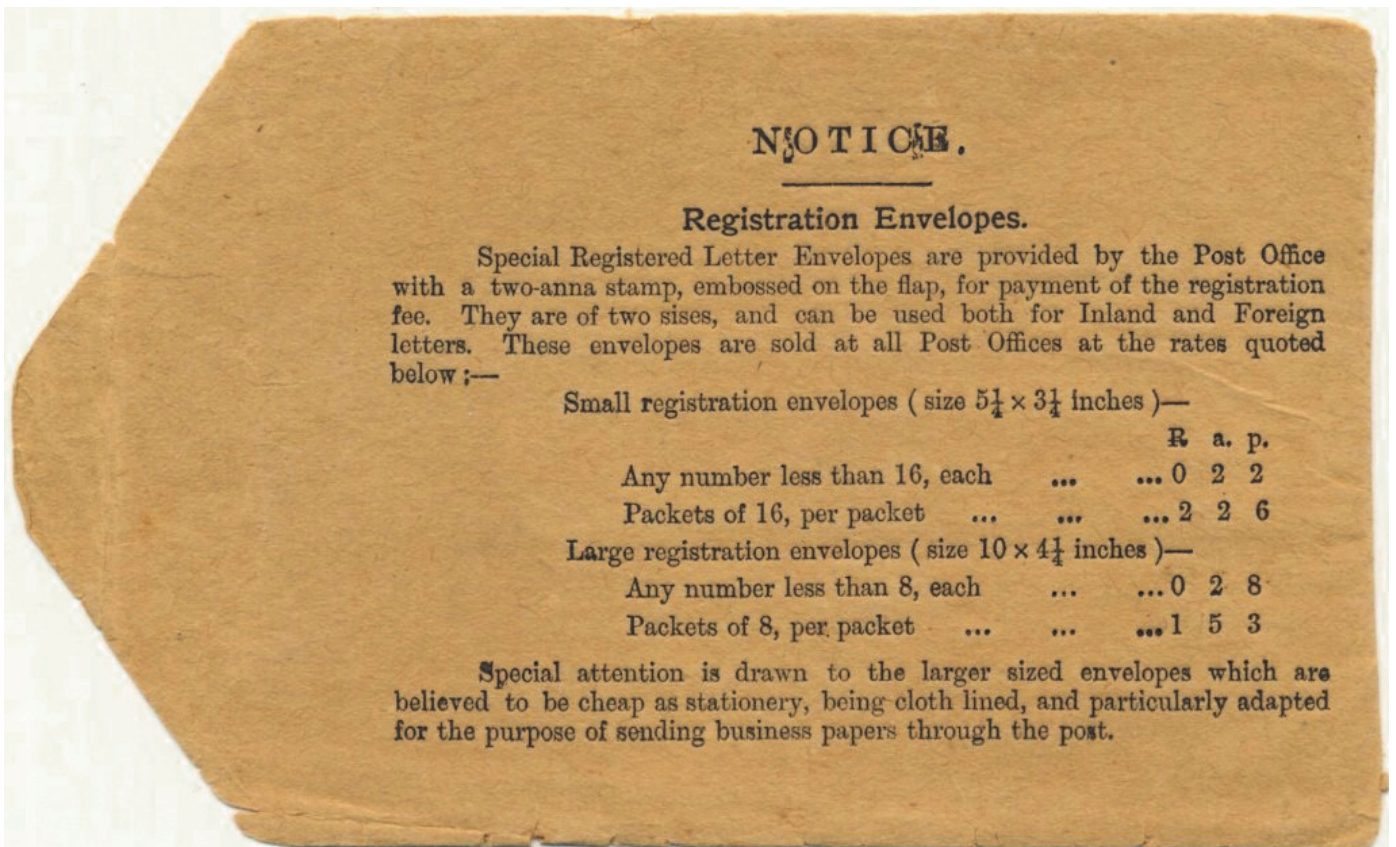 NOTICE.
Registration Envelopes.
Special Registered Letter Envelopes are provided by the Post Office
with a two-anna stamp, embossed on the flap, for payment of the registration
fee. They are of two sises, and can be used both for Inland and Foreign
letters. These envelopes are sold at all Post Offices at the rates quoted
below ;—
Small registration envelopes ( size 5¼ × 3¼ inches )—
R a. p.
Any number less than 16, each ... ... 0 2 2
Packets of 16, per packet ... ... ... 2 2 6
Large registration envelopes ( size 10 × 4¼ inches )—
Any number less than 8, each ... ... 0 2 8
Packets of 8, per packet ... ... ... 1 5 3
Special attention is drawn to the larger sized envelopes which are
believed to be cheap as stationery, being cloth lined, and particularly adapted
for the purpose of sending business papers through the post.